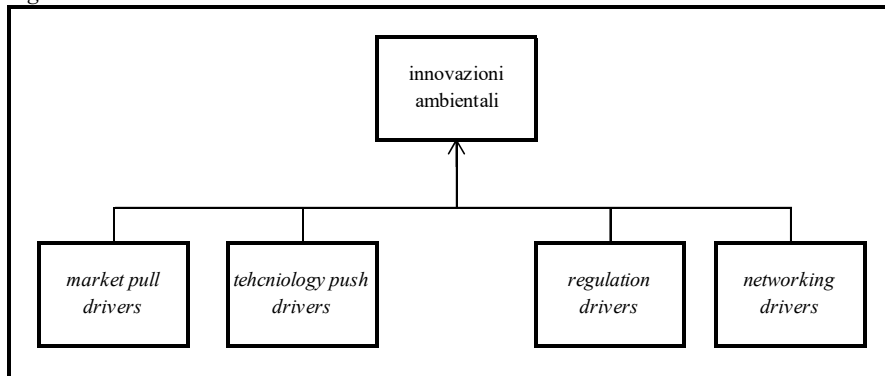 innovazioni
ambientali
market pull
drivers
tehcniology push
drivers
regulation
drivers
networking
drivers